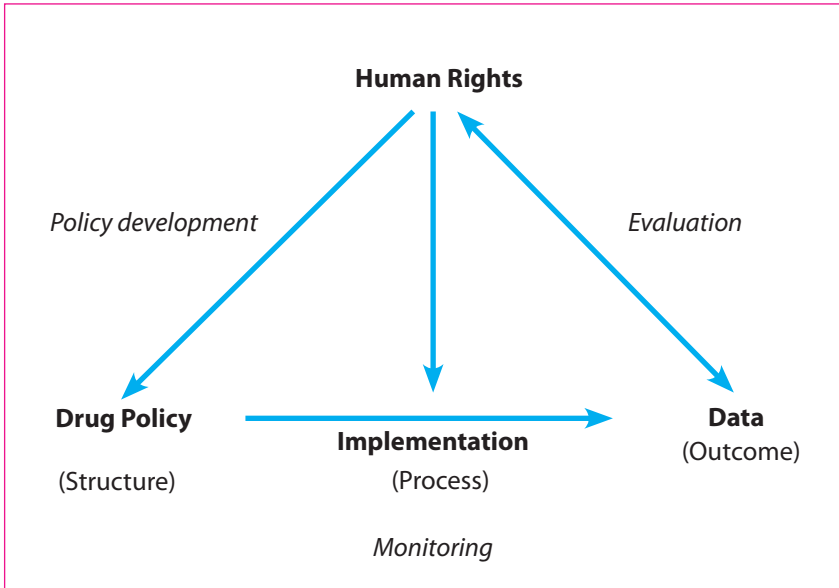 Human Rights
Policy development
Evaluation
Drug Policy
Data
Implementation
(Outcome)
(Structure)
(Process)
Monitoring